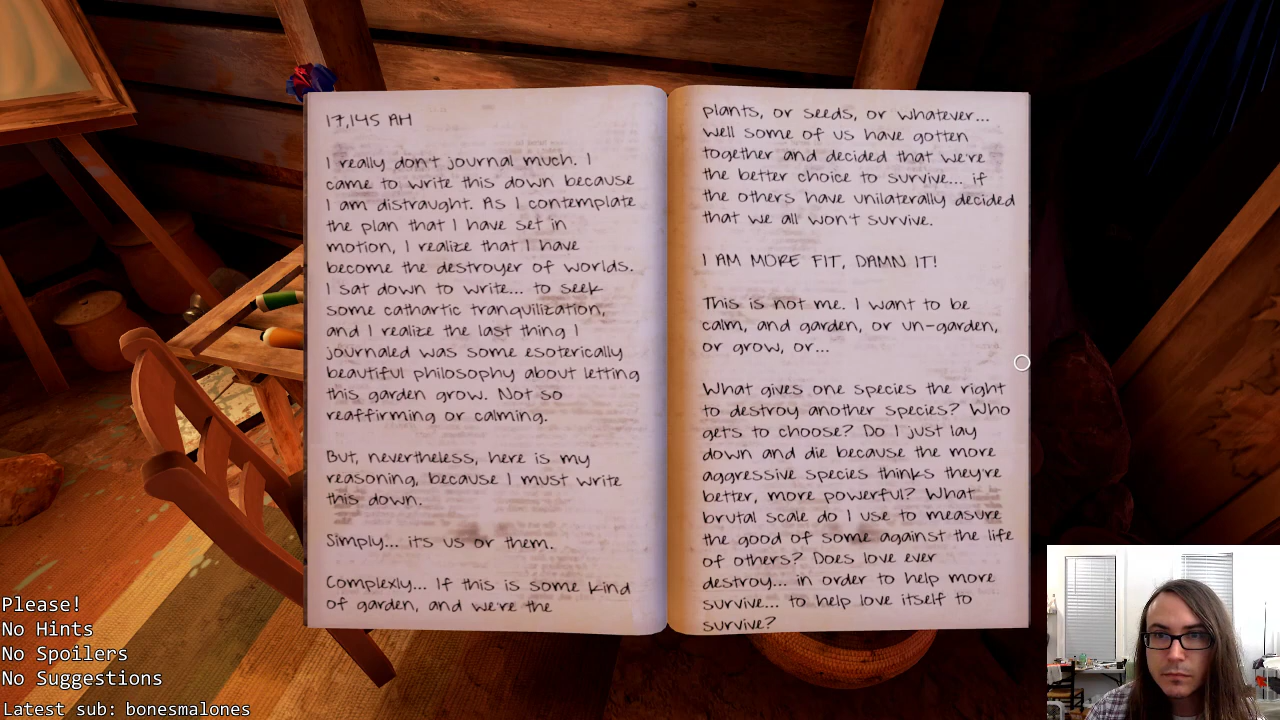 17,145 AH
I really don't journal much. I
came to write this down because
I am distraught. As I contemplate
the plan that I have set in
motion, I realize that I have
become the destroyer of worlds.
I sat down to write... to seek
some cathartic tranquilization,
and I realize the last thing I
journaled was some esoterically
beautiful philosophy about letting
this garden grow. Not so
reaffirming or calming.
But, nevertheless, here is my
reasoning, because I must write
this down.
Simply... it's us or them.
Complexly... If this is some kind
of garden, and we're the
plants, or seeds, or whatever...
Well some of us have gotten
together and decided that we're
the better choice to survive... if
the others have unilaterally decided
that we all won't survive.
I AM MORE FIT, DAMN IT!
This is not me. I want to be
calm, and garden, or un-garden,
or grow, or...
What gives one species the right
to destroy another species? Who
gets to choose? Do I just lay
down and die because the more
aggressive species thinks they're
better, more powerful? What
brutal scale do I use to measure
the good of some against the life
of others? Does love ever
destroy... in order to help more
survive... to help love itself to
survive?
Please!
No Hints
No Spoilers
No Suggestions
Latest sub: bonesmalones